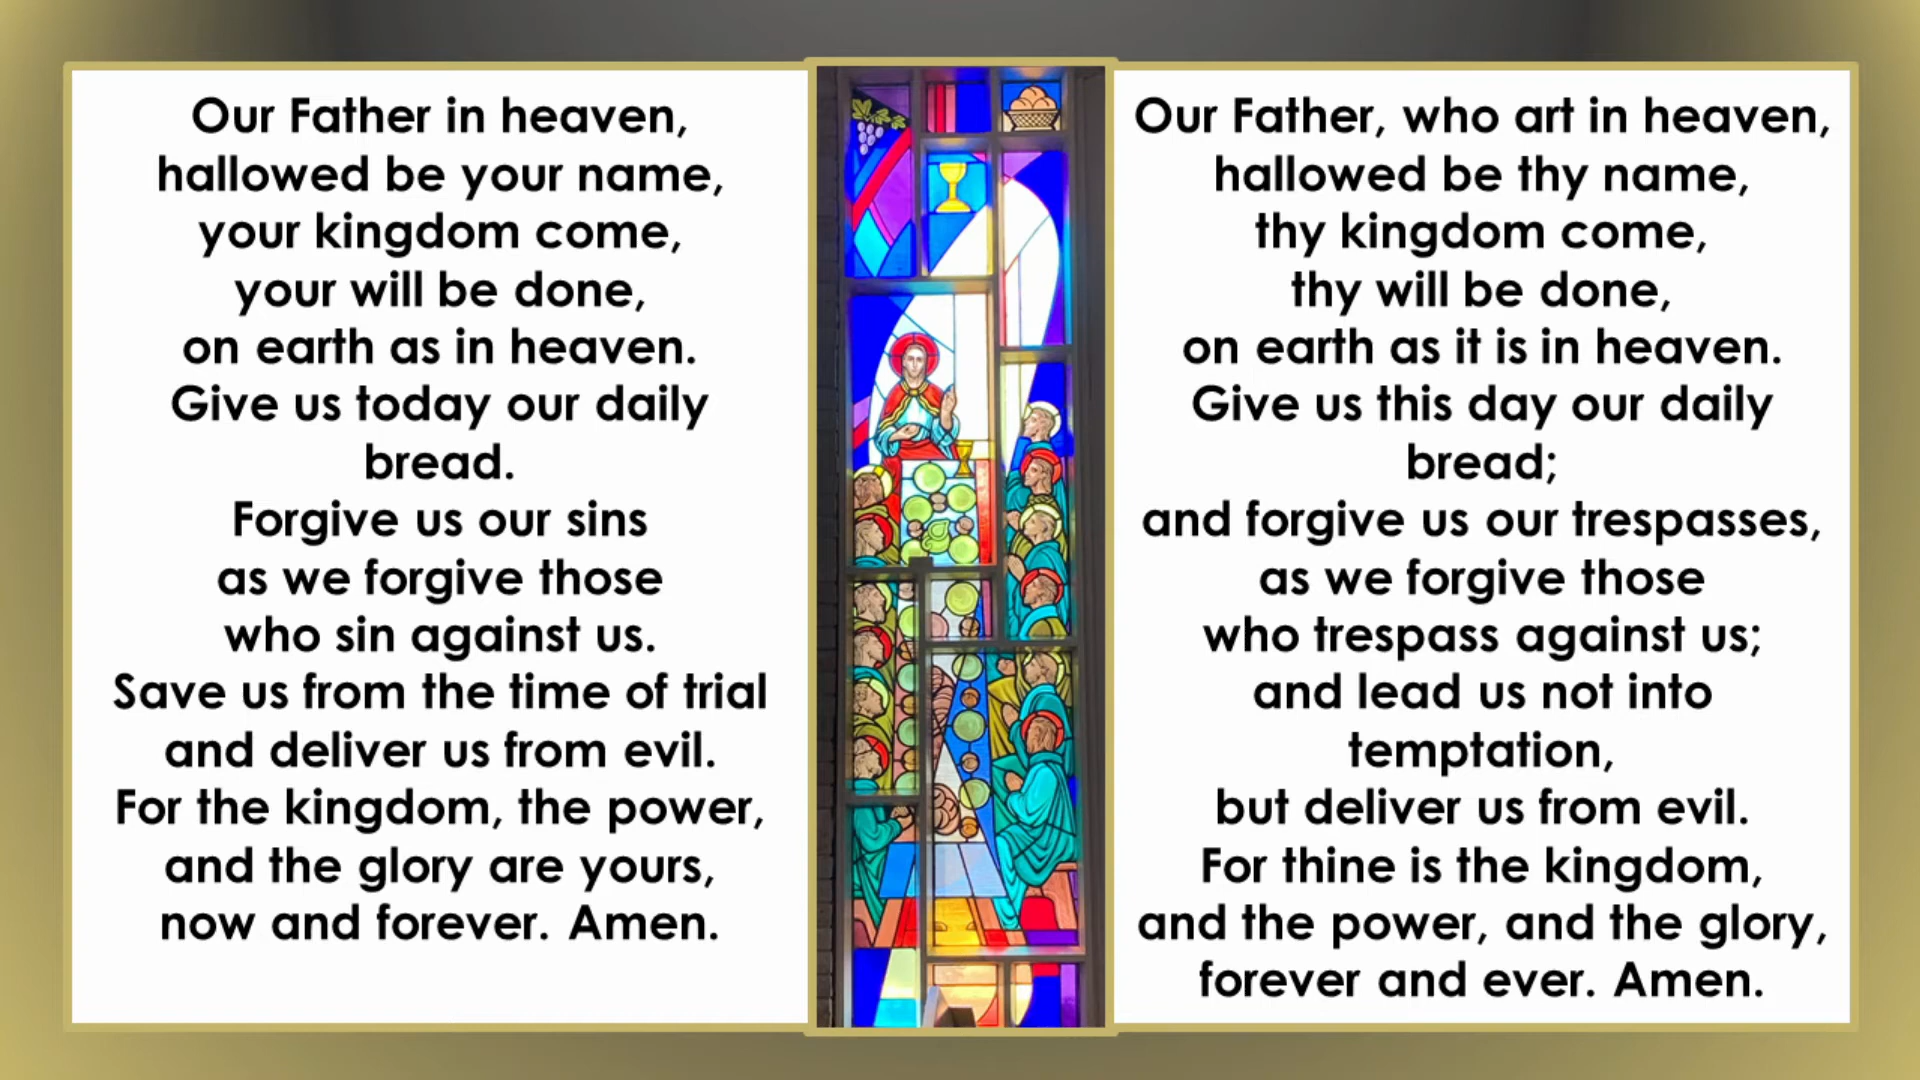 Our Father in heaven,
hallowed be your name,
your kingdom come,
your will be done,
on earth as in heaven.
Give us today our daily
bread.
Forgive us our sins
as we forgive those
who sin against us.
Save us from the time of trial
and deliver us from evil.
For the kingdom, the power,
and the glory are yours,
now and forever. Amen.
Our Father, who art in heaven,
hallowed be thy name,
thy kingdom come,
thy will be done,
on earth as it is in heaven.
Give us this day our daily
bread;
and forgive us our trespasses,
as we forgive those
who trespass against us;
and lead us not into
temptation,
but deliver us from evil.
For thine is the kingdom,
and the power, and the glory,
forever and ever. Amen.